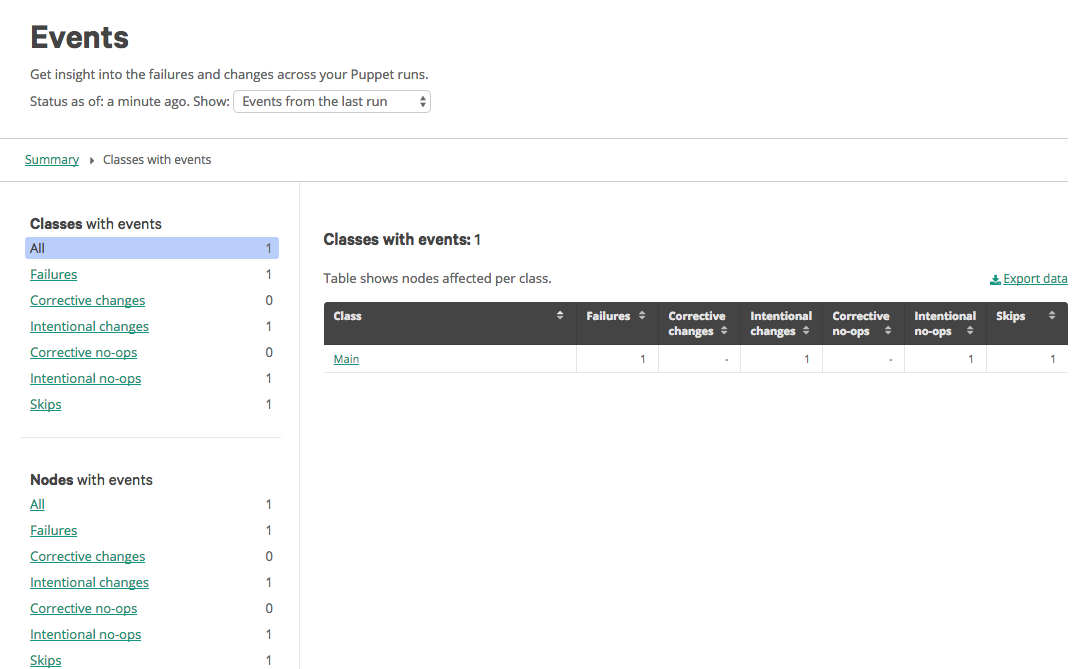 Events
Get insight into the failures and changes across your Puppet runs.
Status as of: a minute ago. Show: Events from the last run
Summary Classes with events
Classes with events
All 1
Failures 1
Corrective changes 0
Intentional changes 1
Corrective no-ops 0
Intentional no-ops 1
Skips 1
Nodes with events
All 1
Failures 1
Corrective changes 0
Intentional changes 1
Corrective no-ops 0
Intentional no-ops 1
Skips 1
Classes with events: 1
Table shows nodes affected per class.
Export data
Class Failures Corrective changes Intentional changes Corrective no-ops Intentional no-ops Skips
Main 1 - 1 - 1 1